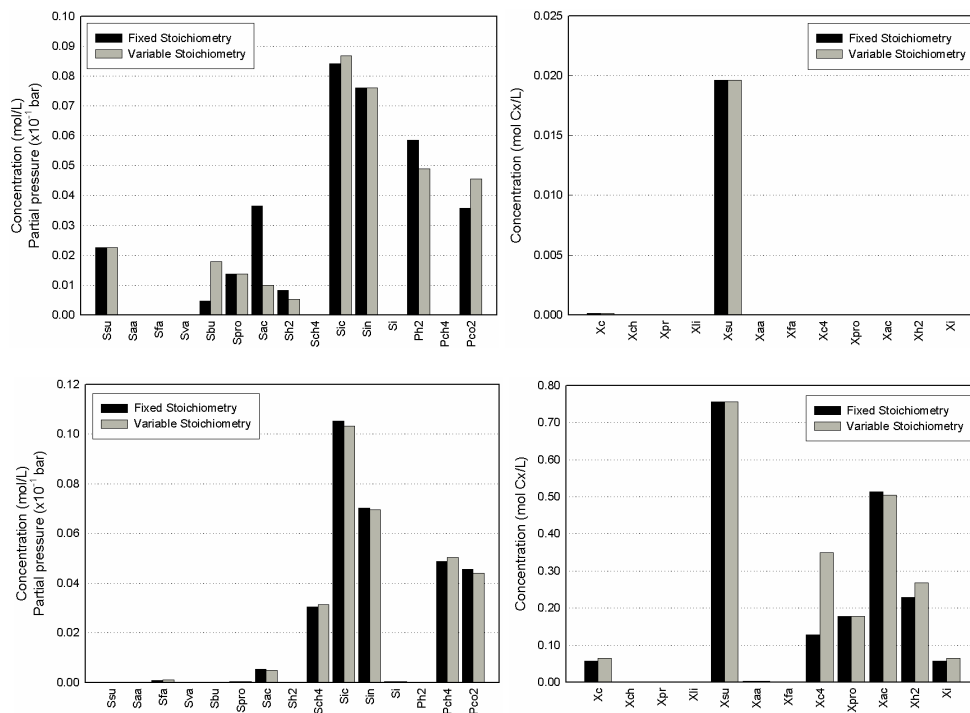 Concentration (mol/L)
Partial pressure (x10⁻¹ bar)
0.10
0.09
0.08
0.07
0.06
0.05
0.04
0.03
0.02
0.01
0.00
Fixed Stoichiometry
Variable Stoichiometry
Ssu Saa Sfa Sva Sbu Spro Sac Sh2 Sch4 Sic Sin Si Ph2 Pch4 Pco2
Concentration (mol Cx/L)
0.025
0.020
0.015
0.010
0.005
0.000
Fixed Stoichiometry
Variable Stoichiometry
Xc Xch Xpr Xli Xsu Xaa Xfa Xc4 Xpro Xac Xh2 Xi
Concentration (mol/L)
Partial pressure (x10⁻¹ bar)
0.12
0.10
0.08
0.06
0.04
0.02
0.00
Fixed Stoichiometry
Variable Stoichiometry
Ssu Saa Sfa Sva Sbu Spro Sac Sh2 Sch4 Sic Sin Si Ph2 Pch4 Pco2
Concentration (mol Cx/L)
0.80
0.70
0.60
0.50
0.40
0.30
0.20
0.10
0.00
Fixed Stoichiometry
Variable Stoichiometry
Xc Xch Xpr Xli Xsu Xaa Xfa Xc4 Xpro Xac Xh2 Xi